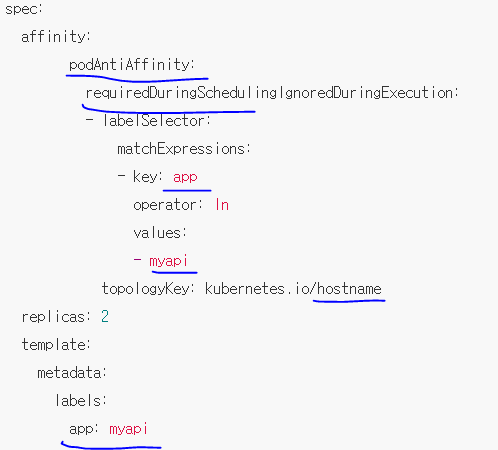 spec:
affinity:
podAntiAffinity:
requiredDuringSchedulingIgnoredDuringExecution:
- labelSelector:
matchExpressions:
- key: app
operator: In
values:
- myapi
topologyKey: kubernetes.io/hostname
replicas: 2
template:
metadata:
labels:
app: myapi